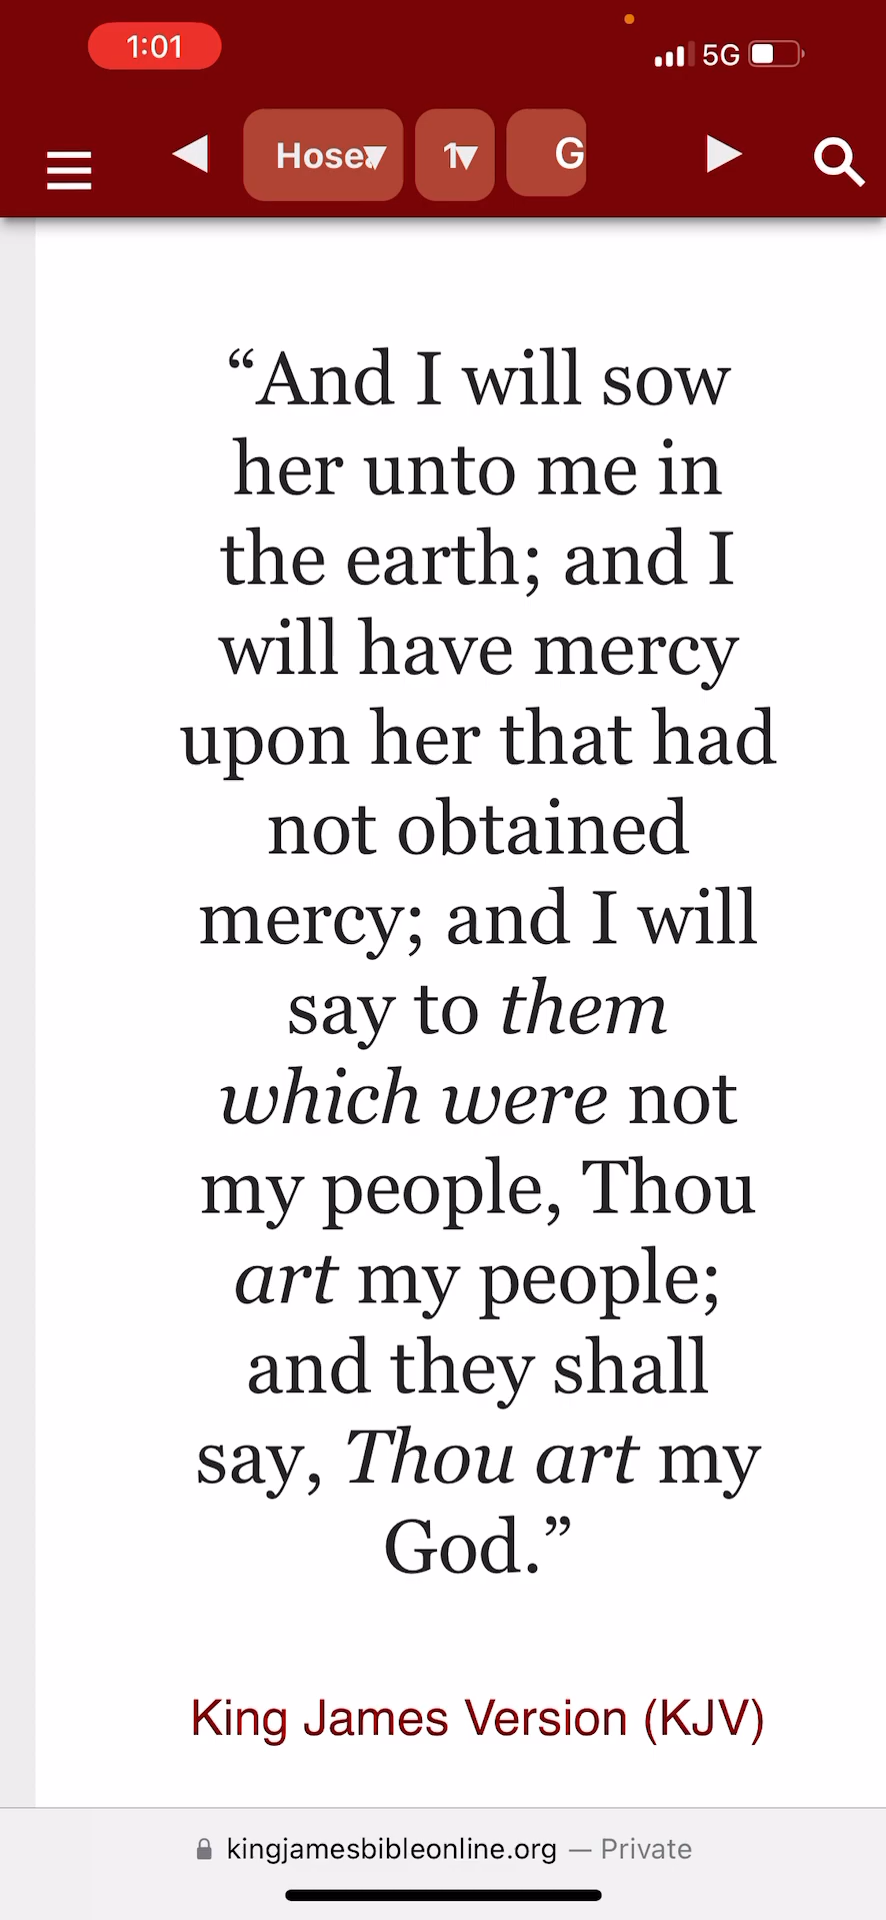 1:01
5G
Hosea
1
G
“And I will sow
her unto me in
the earth; and I
will have mercy
upon her that had
not obtained
mercy; and I will
say to them
which were not
my people, Thou
art my people;
and they shall
say, Thou art my
God.”
King James Version (KJV)
kingjamesbibleonline.org — Private